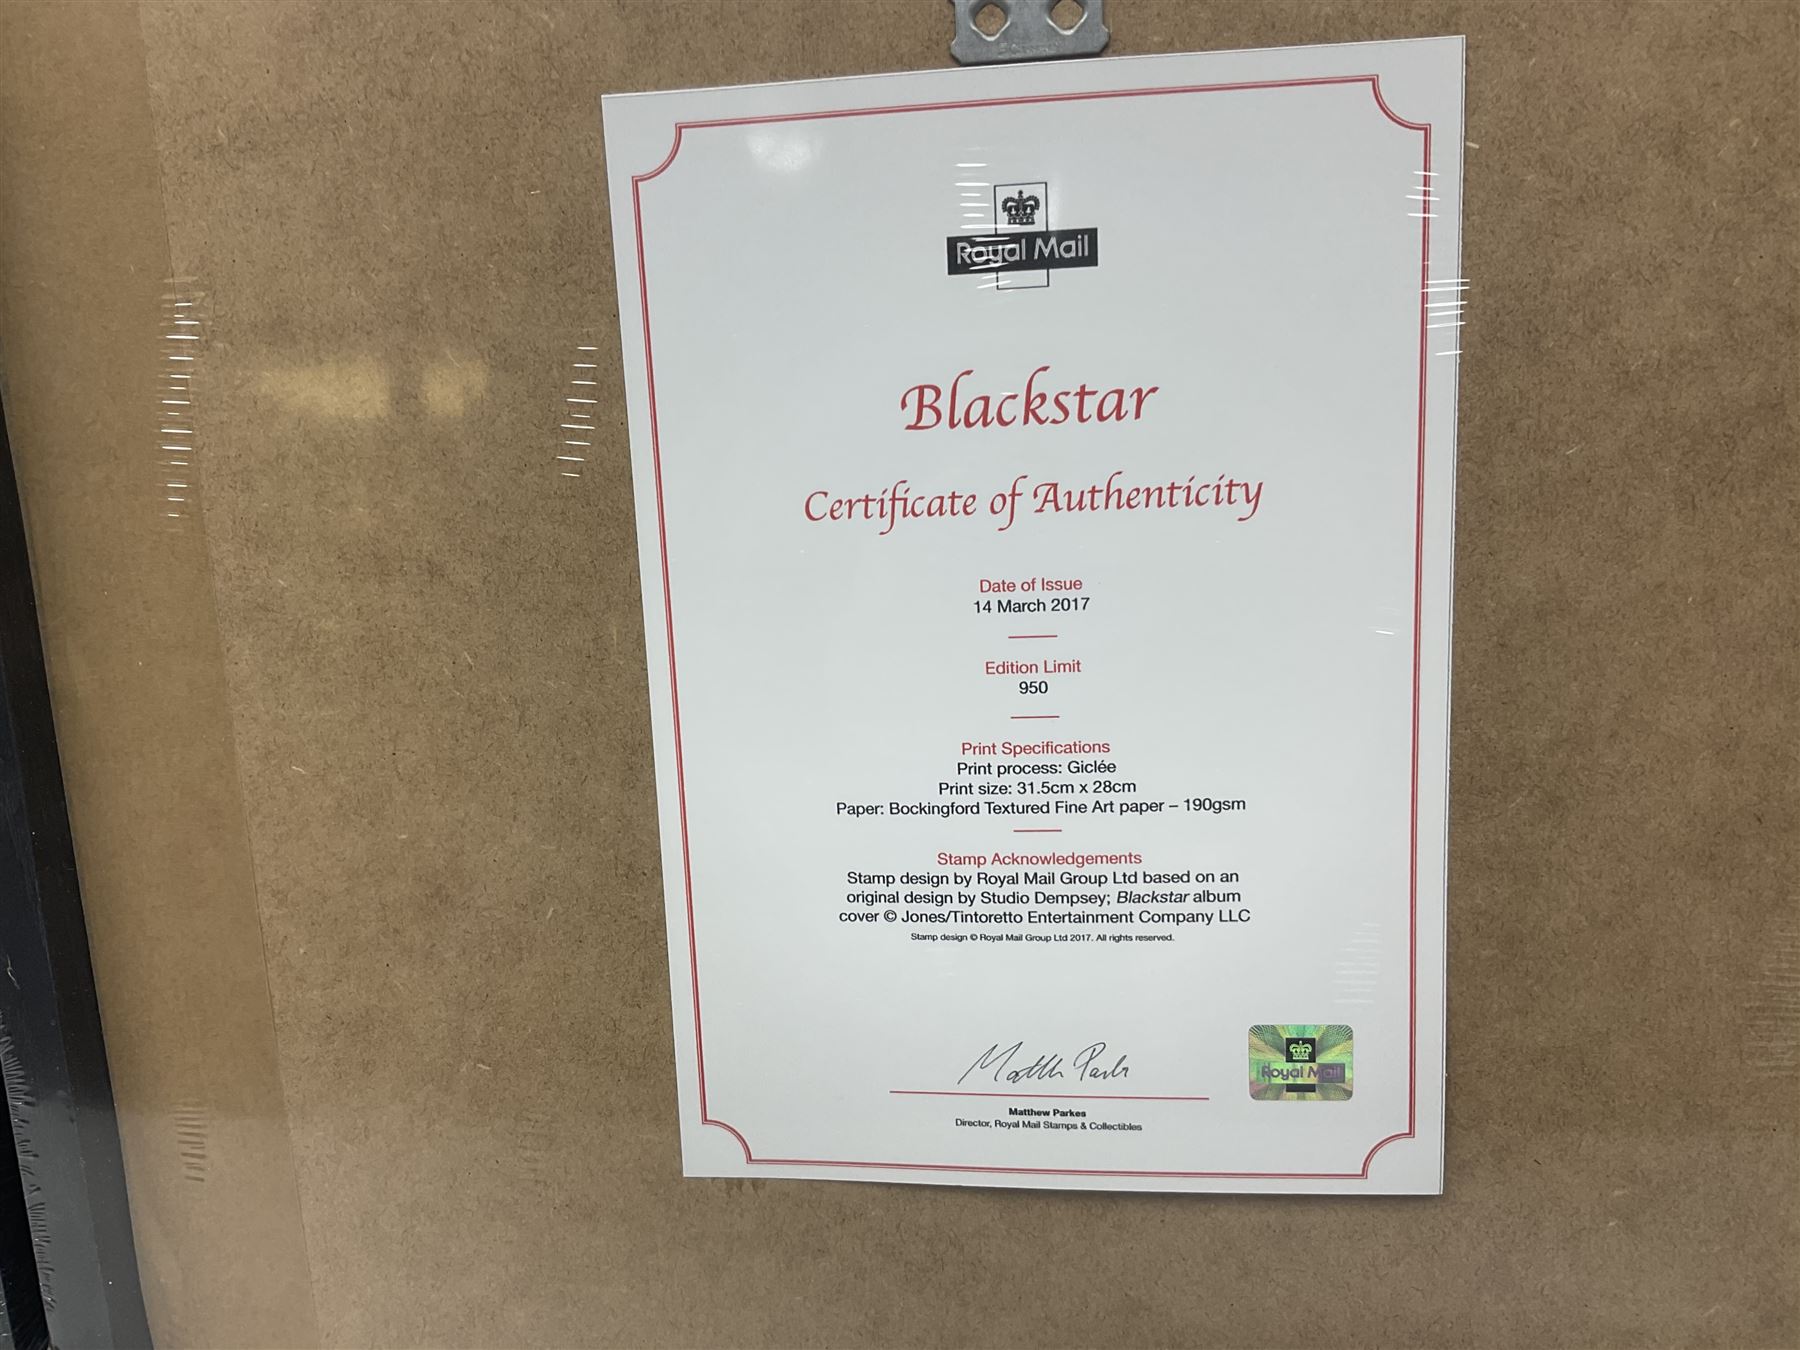 Royal Mail
Blackstar
Certificate of Authenticity
Date of Issue
14 March 2017
Edition Limit
950
Print Specifications
Print process: Giclée
Print size: 31.5cm x 28cm
Paper: Bockingford Textured Fine Art paper – 190gsm
Stamp Acknowledgements
Stamp design by Royal Mail Group Ltd based on an
original design by Studio Dempsey; Blackstar album
cover © Jones/Tintoretto Entertainment Company LLC
Stamp design © Royal Mail Group Ltd 2017. All rights reserved.
Matthew Parkes
Royal Mail
Matthew Parkes
Director, Royal Mail Stamps & Collectibles